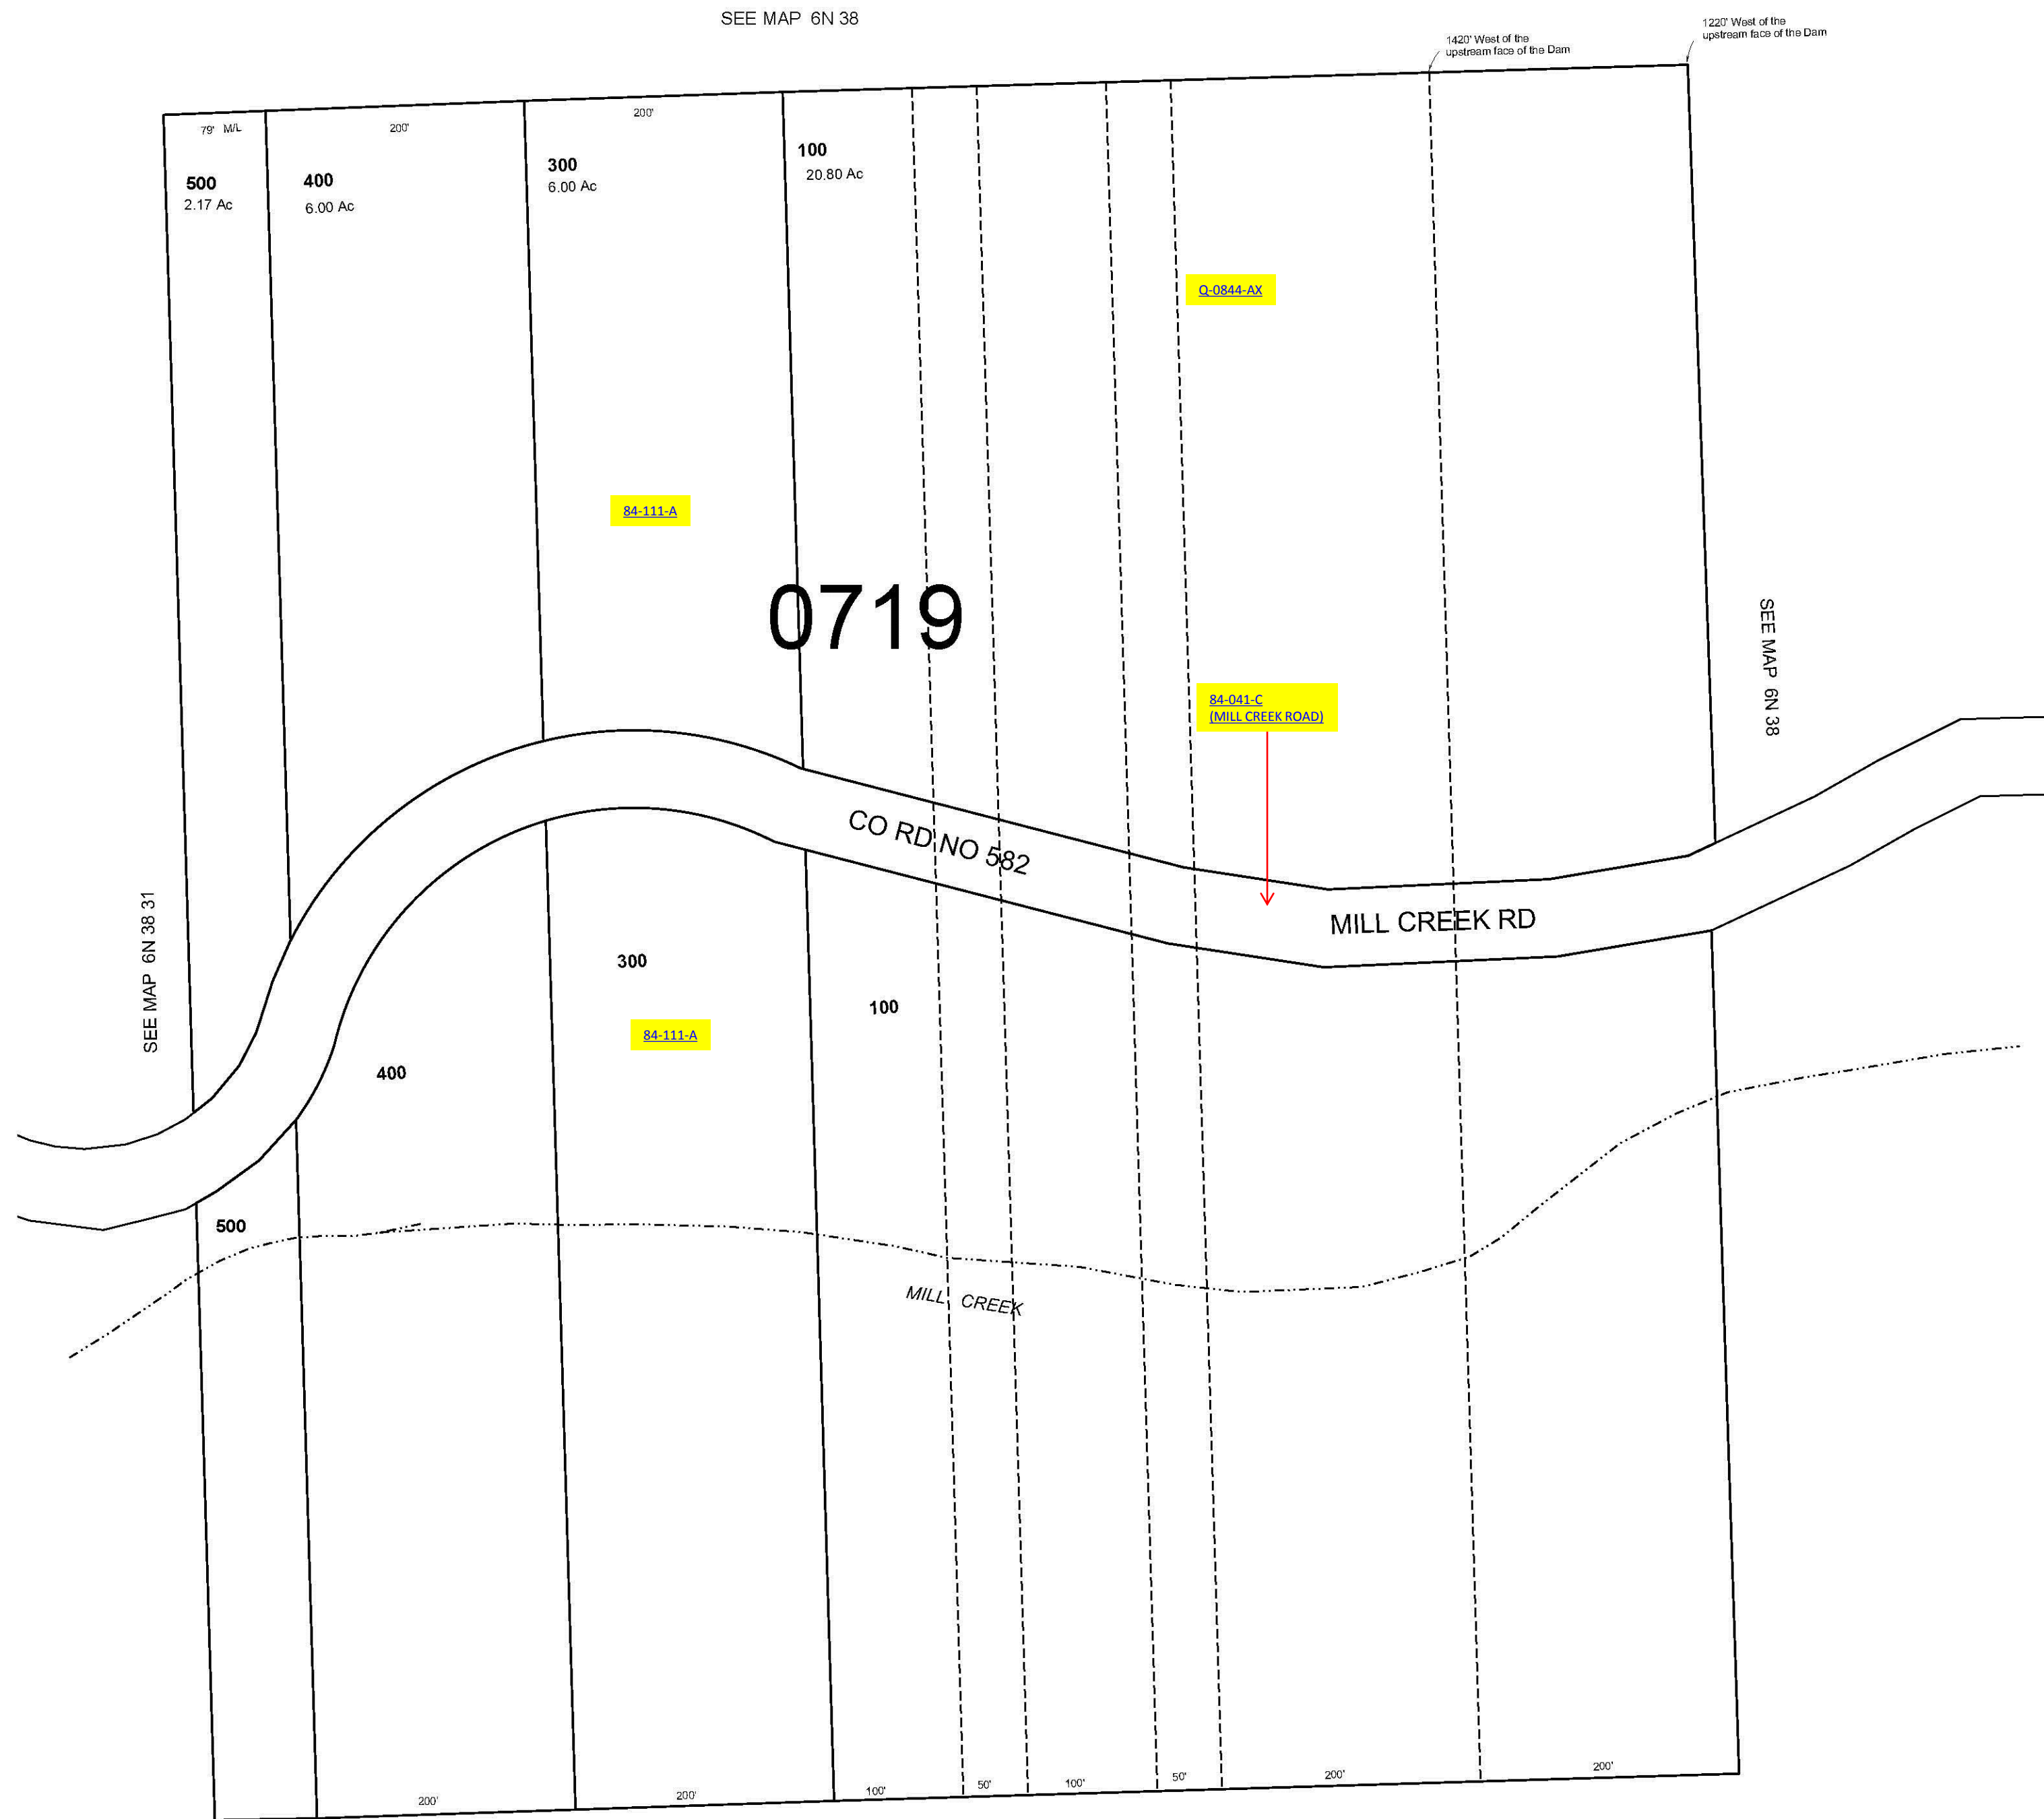 SEE MAP 6N 38
1220' West of the
upstream face of the Dam
1420' West of the
upstream face of the Dam
79' M/L
200'
200'
500
2.17 Ac
400
6.00 Ac
300
6.00 Ac
100
20.80 Ac
Q-0844-AX
84-111-A
0719
84-041-C
(MILL CREEK ROAD)
SEE MAP 6N 38
CO RD NO 582
MILL CREEK RD
SEE MAP 6N 38 31
300
100
84-111-A
400
500
MILL CREEK
200'
200'
100'
50'
100'
50'
200'
200'